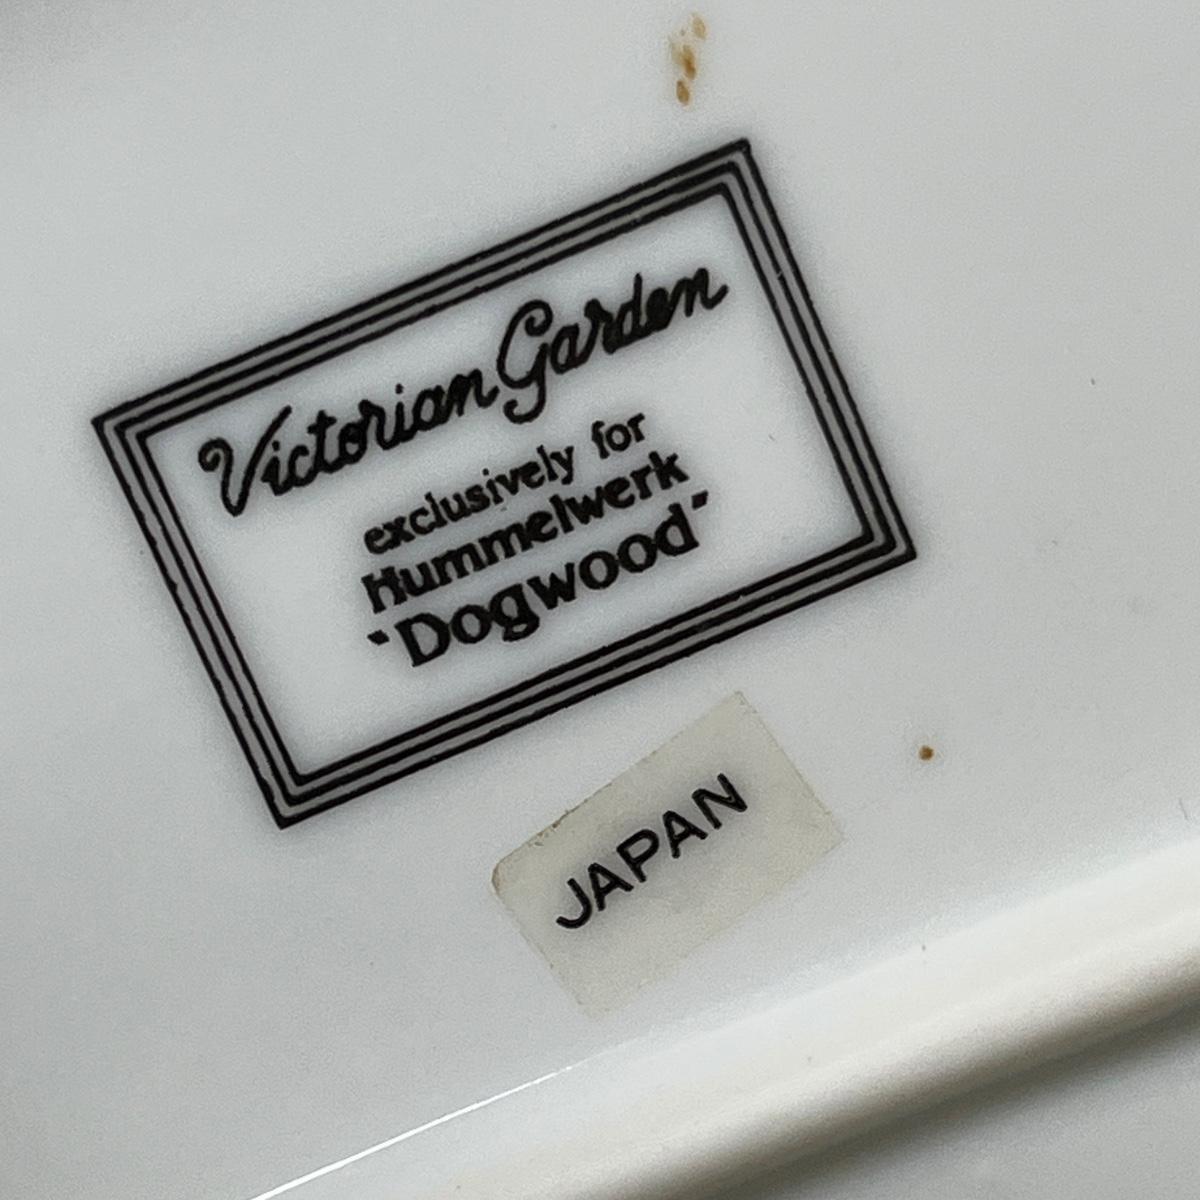 Victorian Garden
exclusively for
Hummelwerk
"Dogwood"
JAPAN